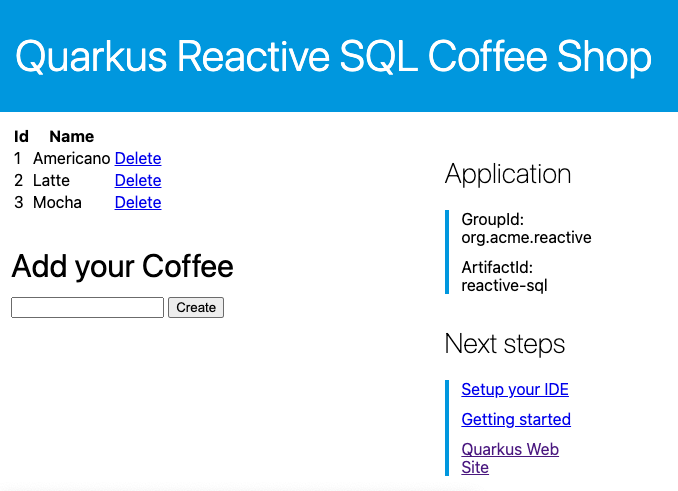 Quarkus Reactive SQL Coffee Shop
Id Name
1 Americano Delete
2 Latte Delete
3 Mocha Delete
Add your Coffee
Create
Application
GroupId:
org.acme.reactive
ArtifactId:
reactive-sql
Next steps
Setup your IDE
Getting started
Quarkus Web
Site